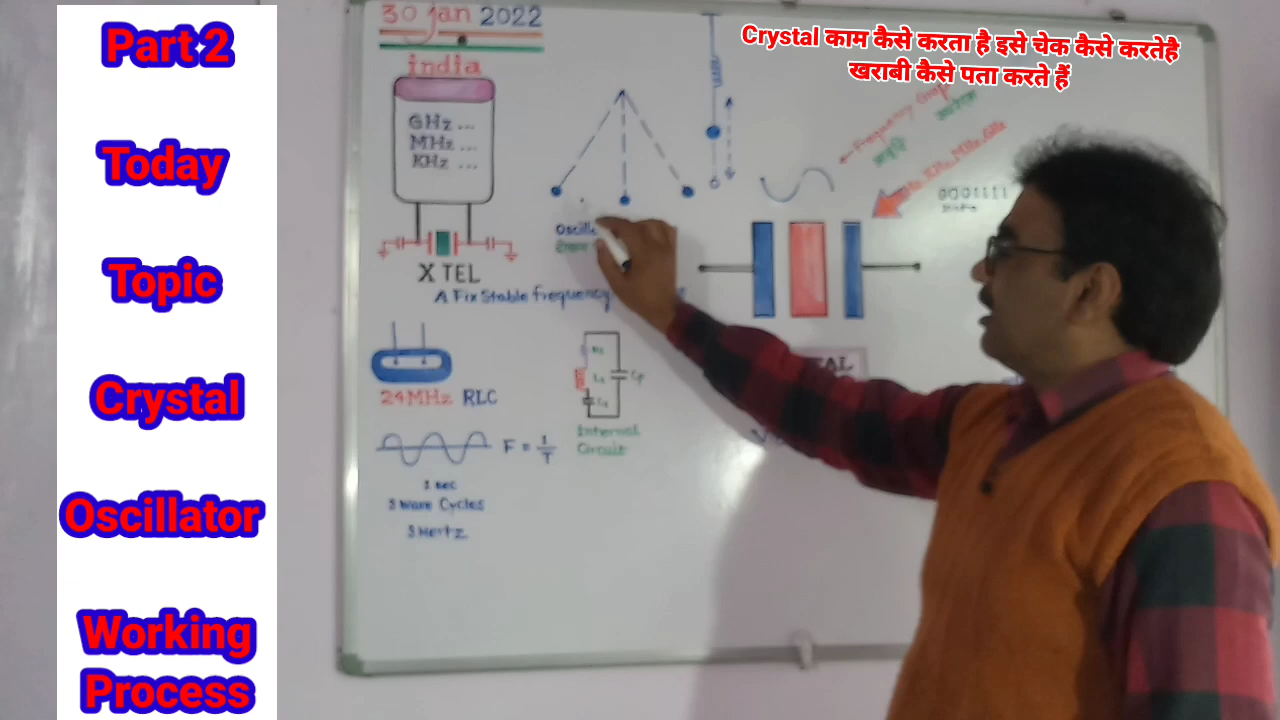 Part 2
Today
Topic
Crystal
Oscillator
Working
Process
Crystal काम कैसे करता है इसे चेक कैसे करतेहै
खराबी कैसे पता करते हैं
30 jan 2022
india
GHz ...
MHz ...
KHz ...
X TEL
A Fix Stable frequency
24MHz RLC
F = 1/T
1 sec
3 Wave Cycles
3 Hertz
Cp
Internal
Circuit
Frequency
0001111